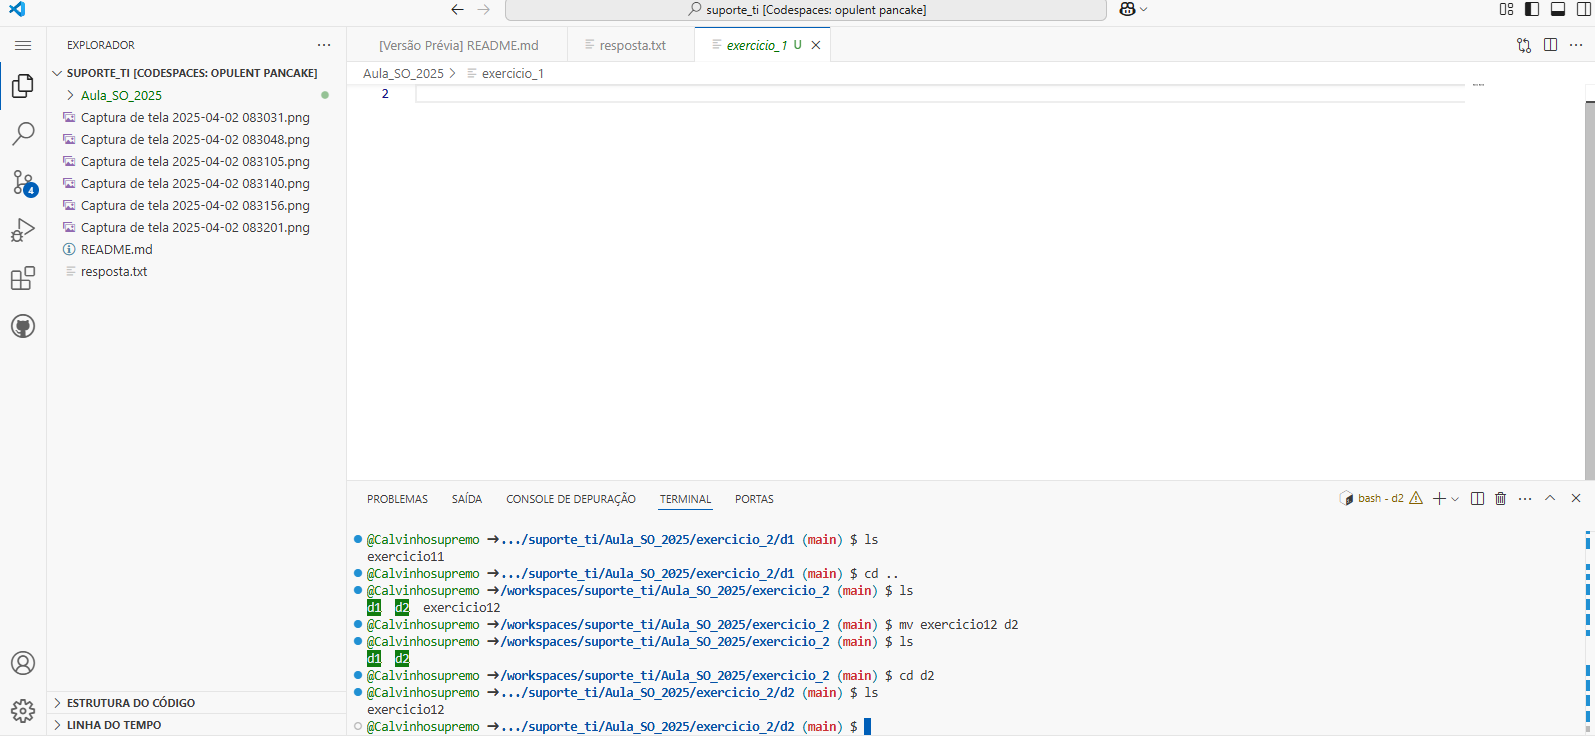 suporte_ti [Codespaces: opulent pancake]
EXPLORADOR
SUPORTE_TI [CODESPACES: OPULENT PANCAKE]
Aula_SO_2025
Captura de tela 2025-04-02 083031.png
Captura de tela 2025-04-02 083048.png
Captura de tela 2025-04-02 083105.png
Captura de tela 2025-04-02 083140.png
Captura de tela 2025-04-02 083156.png
Captura de tela 2025-04-02 083201.png
README.md
resposta.txt
4
ESTRUTURA DO CÓDIGO
LINHA DO TEMPO
[Versão Prévia] README.md resposta.txt exercicio_1 U
Aula_SO_2025 > exercicio_1
2
PROBLEMAS SAÍDA CONSOLE DE DEPURAÇÃO TERMINAL PORTAS bash - d2
@Calvinhosupremo ➜.../suporte_ti/Aula_SO_2025/exercicio_2/d1 (main) $ ls
exercicio11
@Calvinhosupremo ➜.../suporte_ti/Aula_SO_2025/exercicio_2/d1 (main) $ cd ..
@Calvinhosupremo ➜/workspaces/suporte_ti/Aula_SO_2025/exercicio_2 (main) $ ls
d1 d2 exercicio12
@Calvinhosupremo ➜/workspaces/suporte_ti/Aula_SO_2025/exercicio_2 (main) $ mv exercicio12 d2
@Calvinhosupremo ➜/workspaces/suporte_ti/Aula_SO_2025/exercicio_2 (main) $ ls
d1 d2
@Calvinhosupremo ➜/workspaces/suporte_ti/Aula_SO_2025/exercicio_2 (main) $ cd d2
@Calvinhosupremo ➜.../suporte_ti/Aula_SO_2025/exercicio_2/d2 (main) $ ls
exercicio12
@Calvinhosupremo ➜.../suporte_ti/Aula_SO_2025/exercicio_2/d2 (main) $